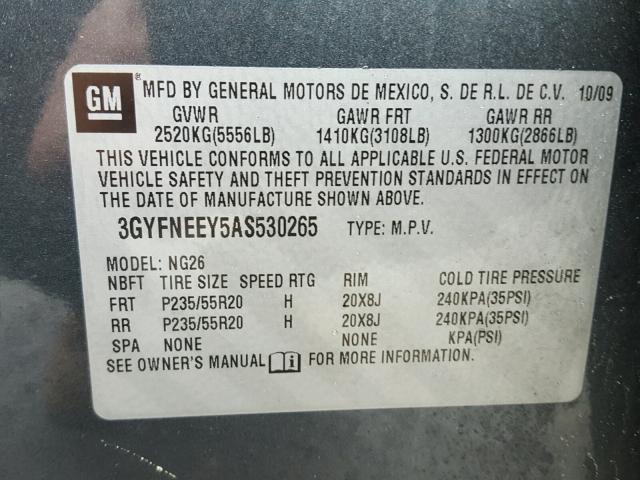 GM ® MFD BY GENERAL MOTORS DE MEXICO, S. DE R.L. DE C.V. 10/09
GVWR GAWR FRT GAWR RR
2520KG(5556LB) 1410KG(3108LB) 1300KG(2866LB)
THIS VEHICLE CONFORMS TO ALL APPLICABLE U.S. FEDERAL MOTOR
VEHICLE SAFETY AND THEFT PREVENTION STANDARDS IN EFFECT ON
THE DATE OF MANUFACTURE SHOWN ABOVE.
3GYFNEEY5AS530265 TYPE: M.P.V.
MODEL: NG26
NBFT TIRE SIZE SPEED RTG RIM COLD TIRE PRESSURE
FRT P235/55R20 H 20X8J 240KPA(35PSI)
RR P235/55R20 H 20X8J 240KPA(35PSI)
SPA NONE NONE KPA(PSI)
SEE OWNER'S MANUAL i FOR MORE INFORMATION.